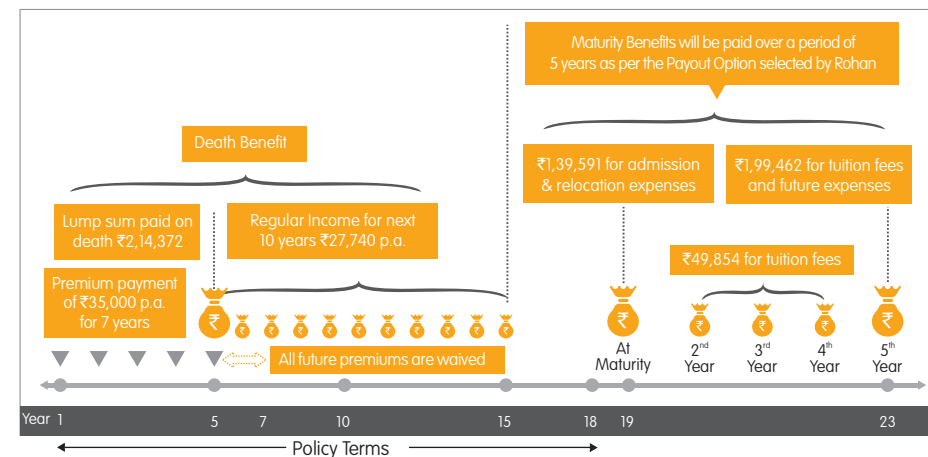 Maturity Benefits will be paid over a period of
5 years as per the Payout Option selected by Rohan
Death Benefit
₹1,39,591 for admission
& relocation expenses
₹1,99,462 for tuition fees
and future expenses
Lump sum paid on
death ₹2,14,372
Regular Income for next
10 years ₹27,740 p.a.
₹49,854 for tuition fees
Premium payment
of ₹35,000 p.a.
for 7 years
₹
₹ ₹ ₹ ₹ ₹ ₹ ₹ ₹ ₹ ₹
₹
₹ ₹ ₹
₹
All future premiums are waived
At
Maturity
2nd
Year
3rd
Year
4th
Year
5th
Year
Year 1 5 7 10 15 18 19 23
Policy Terms